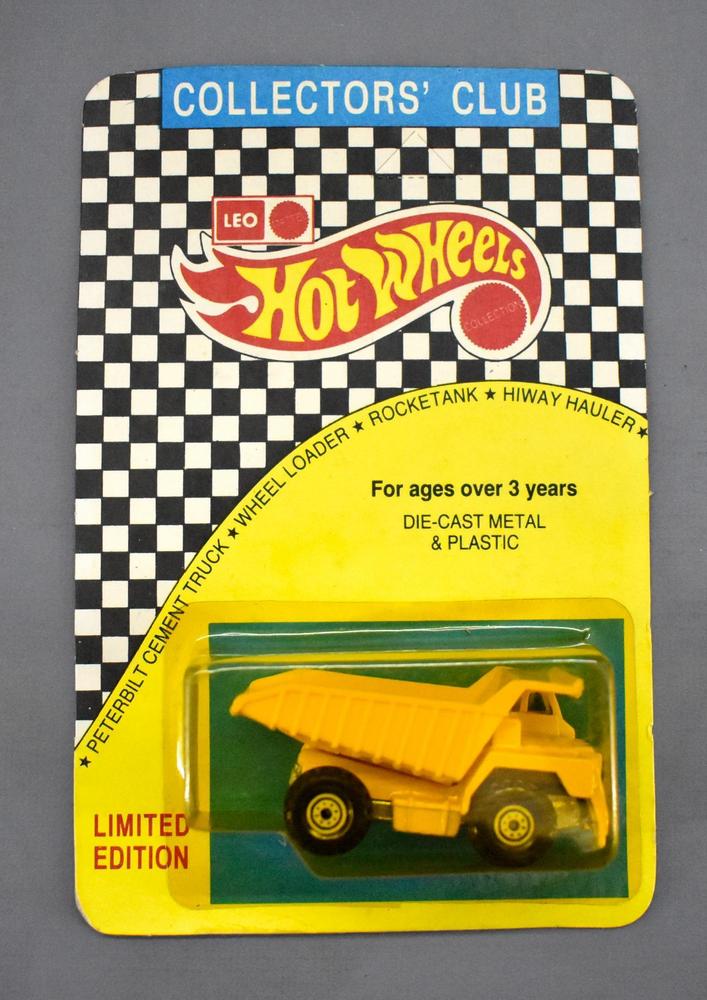 COLLECTORS' CLUB
LEO
HOT WHEELS
COLLECTION
★ PETERBILT CEMENT TRUCK ★ WHEEL LOADER ★ ROCKETANK ★ HIWAY HAULER ★
For ages over 3 years
DIE-CAST METAL
& PLASTIC
LIMITED
EDITION